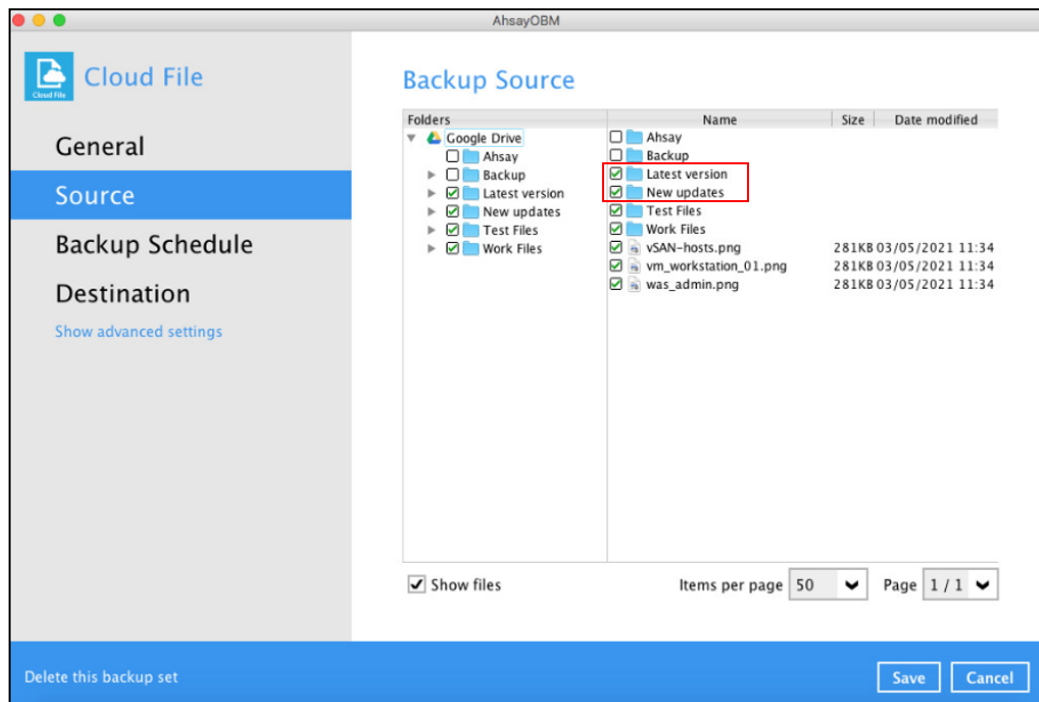 AhsayOBM
Cloud File
Cloud File
General
Source
Backup Schedule
Destination
Show advanced settings
Backup Source
Folders
Google Drive
Ahsay
Backup
Latest version
New updates
Test Files
Work Files
Name Size Date modified
Ahsay
Backup
Latest version
New updates
Test Files
Work Files
vSAN-hosts.png 281KB 03/05/2021 11:34
vm_workstation_01.png 281KB 03/05/2021 11:34
was_admin.png 281KB 03/05/2021 11:34
Show files
Items per page 50 Page 1 / 1
Delete this backup set
Save Cancel